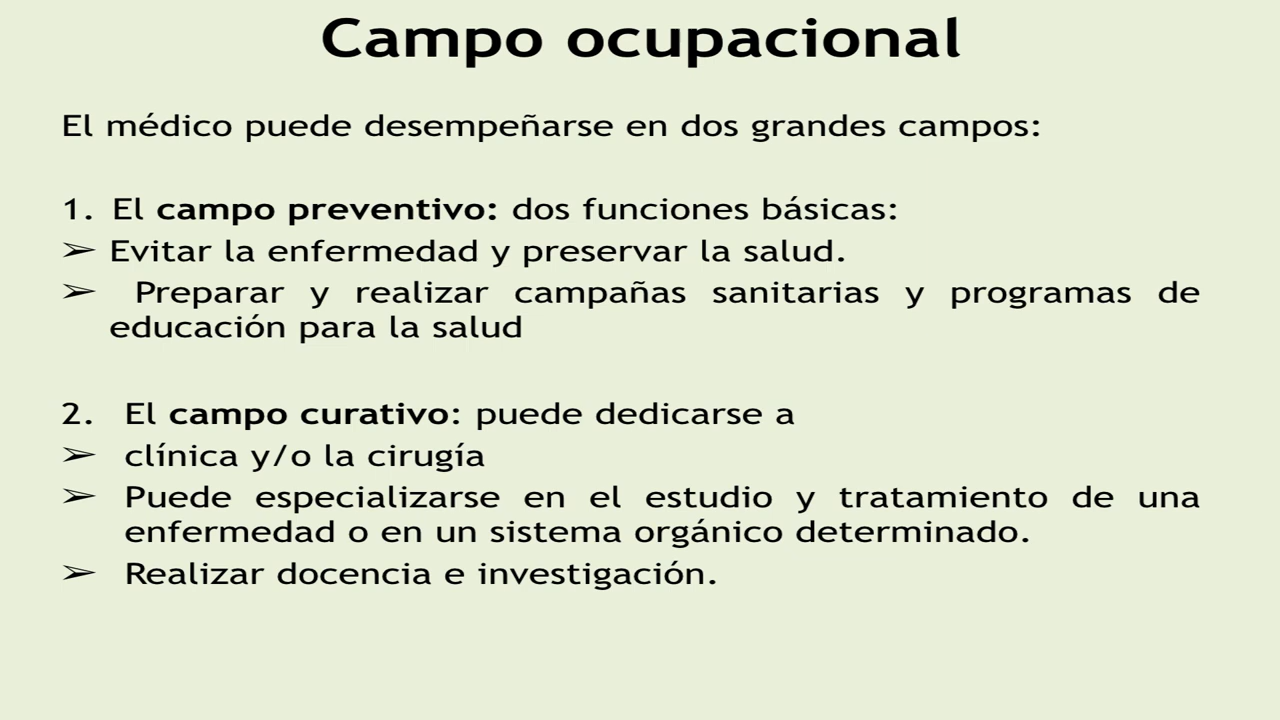 Campo ocupacional
El médico puede desempeñarse en dos grandes campos:
1. El campo preventivo: dos funciones básicas:
➢ Evitar la enfermedad y preservar la salud.
➢ Preparar y realizar campañas sanitarias y programas de
educación para la salud
2. El campo curativo: puede dedicarse a
➢ clínica y/o la cirugía
➢ Puede especializarse en el estudio y tratamiento de una
enfermedad o en un sistema orgánico determinado.
➢ Realizar docencia e investigación.